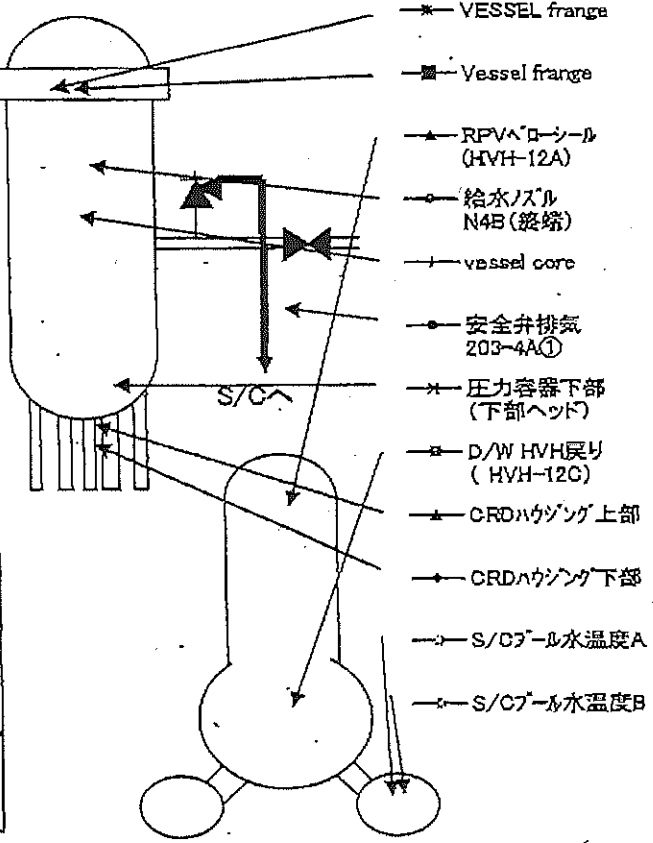 VESSEL frange
Vessel frange
RPVベローシール
(HVH-12A)
給水ノズル
N4B(終端)
vessel core
安全弁排気
203-4A①
S/Cへ
圧力容器下部
(下部ヘッド)
D/W HVH戻り
( HVH-12C)
CRDハウジング上部
CRDハウジング下部
S/Cプール水温度A
S/Cプール水温度B